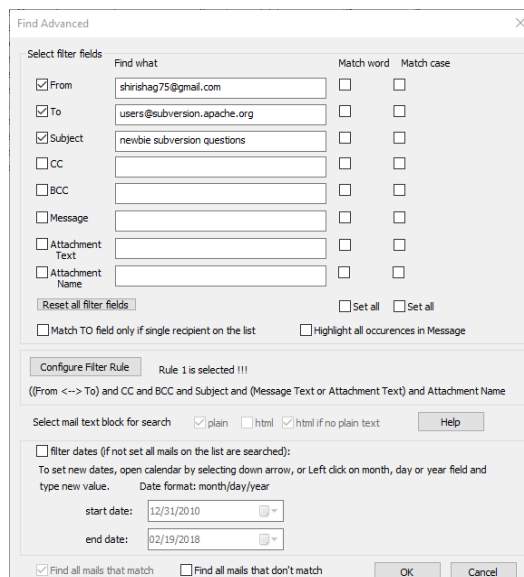 Find Advanced
Select filter fields
Find what
Match word
Match case
From
shirishag75@gmail.com
To
users@subversion.apache.org
Subject
newbie subversion questions
CC
BCC
Message
Attachment
Text
Attachment
Name
Reset all filter fields
Set all
Set all
Match TO field only if single recipient on the list
Highlight all occurences in Message
Configure Filter Rule
Rule 1 is selected !!!
((From <--> To) and CC and BCC and Subject and (Message Text or Attachment Text) and Attachment Name
Select mail text block for search
plain
html
html if no plain text
Help
filter dates (if not set all mails on the list are searched):
To set new dates, open calendar by selecting down arrow, or Left click on month, day or year field and
type new value. Date format: month/day/year
start date:
12/31/2010
end date:
02/19/2018
Find all mails that match
Find all mails that don't match
OK
Cancel